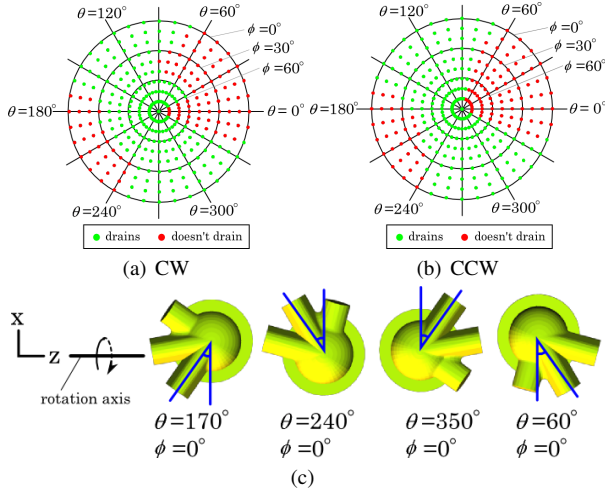 θ=120° θ=60° ϕ=0° ϕ=30° ϕ=60°
θ=180° θ=0°
θ=240° θ=300°
drains doesn't drain
(a) CW
θ=120° θ=60° ϕ=0° ϕ=30° ϕ=60°
θ=180° θ=0°
θ=240° θ=300°
drains doesn't drain
(b) CCW
X
Z
rotation axis
θ=170° θ=240° θ=350° θ=60°
ϕ=0° ϕ=0° ϕ=0° ϕ=0°
(c)